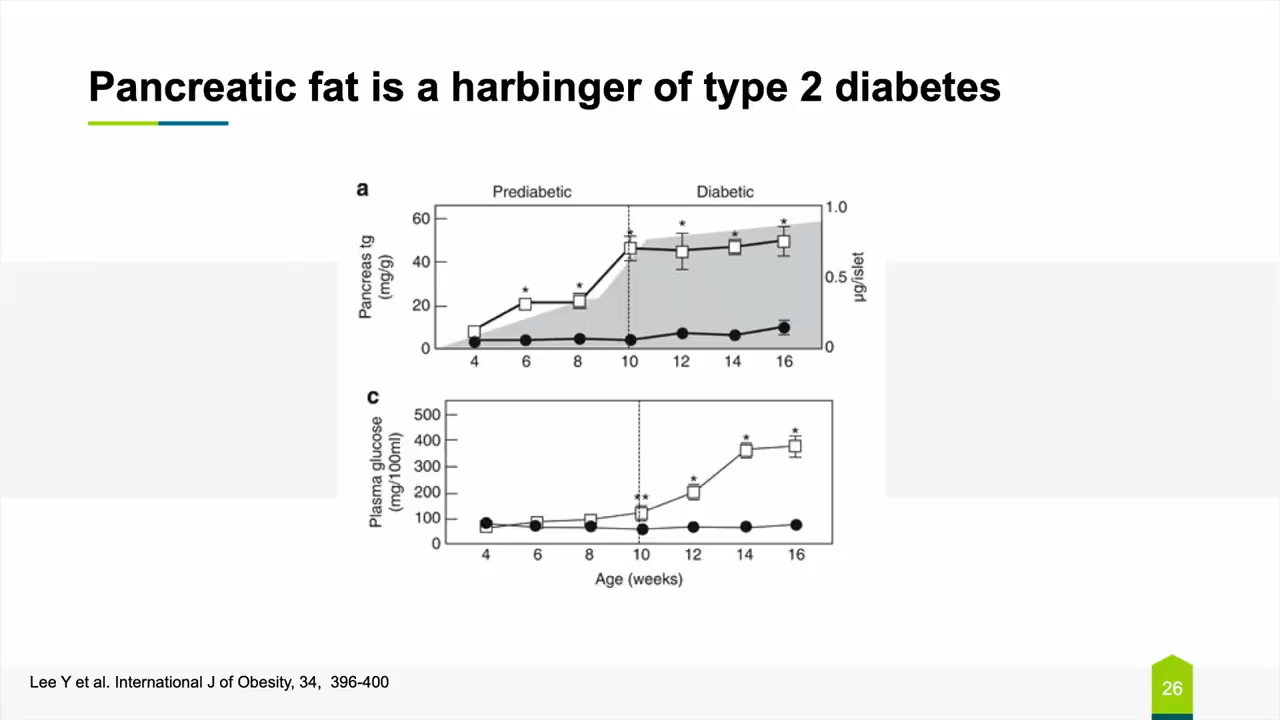 Pancreatic fat is a harbinger of type 2 diabetes
a
Prediabetic
Diabetic
Pancreas tg
(mg/g)
60
40
20
0
*
*
*
*
*
*
1.0
0.5
0
µg/islet
4 6 8 10 12 14 16
c
Plasma glucose
(mg/100ml)
500
400
300
200
100
0
**
*
*
*
4 6 8 10 12 14 16
Age (weeks)
Lee Y et al. International J of Obesity, 34, 396-400
26